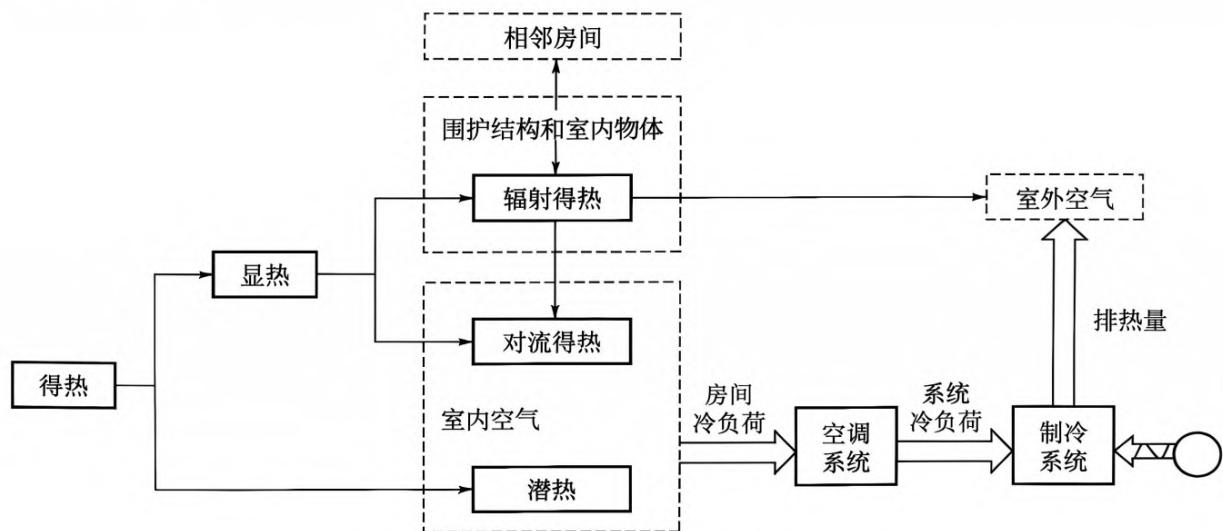 相邻房间
围护结构和室内物体
辐射得热
室外空气
显热
排热量
对流得热
得热
室内空气
房间
冷负荷
空调
系统
系统
冷负荷
制冷
系统
潜热